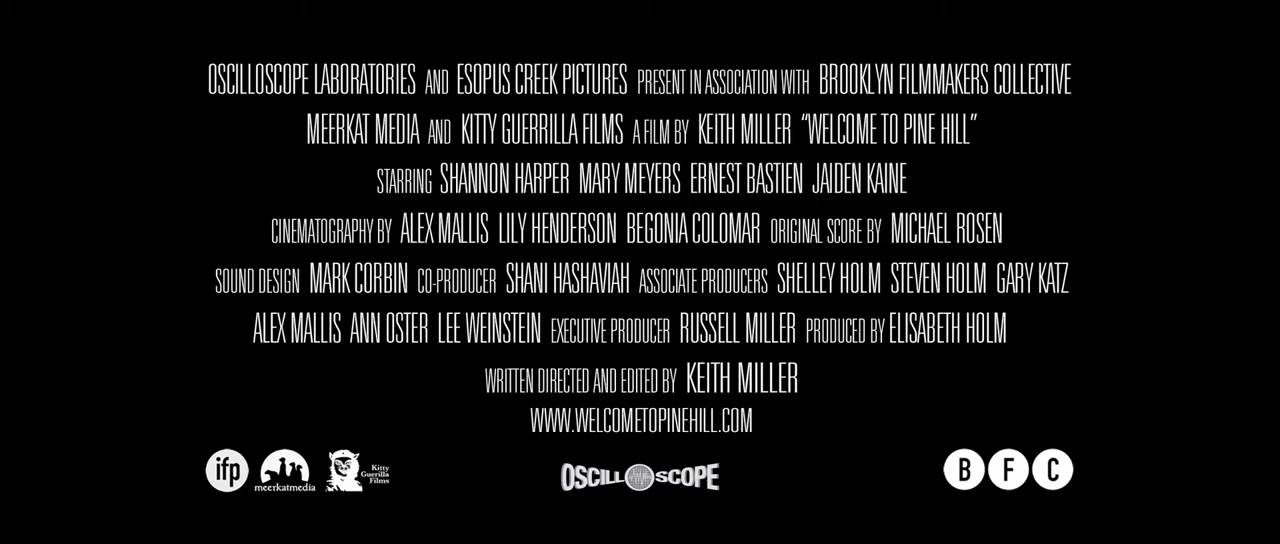 OSCILLOSCOPE LABORATORIES AND ESOPUS CREEK PICTURES PRESENT IN ASSOCIATION WITH BROOKLYN FILMMAKERS COLLECTIVE
MEERKAT MEDIA AND KITTY GUERRILLA FILMS A FILM BY KEITH MILLER “WELCOME TO PINE HILL”
STARRING SHANNON HARPER MARY MEYERS ERNEST BASTIEN JAIDEN KAINE
CINEMATOGRAPHY BY ALEX MALLIS LILY HENDERSON BEGONIA COLOMAR ORIGINAL SCORE BY MICHAEL ROSEN
SOUND DESIGN MARK CORBIN CO-PRODUCER SHANI HASHAVIAH ASSOCIATE PRODUCERS SHELLEY HOLM STEVEN HOLM GARY KATZ
ALEX MALLIS ANN OSTER LEE WEINSTEIN EXECUTIVE PRODUCER RUSSELL MILLER PRODUCED BY ELISABETH HOLM
WRITTEN DIRECTED AND EDITED BY KEITH MILLER
WWW.WELCOMETOPINEHILL.COM
ifp
meerkatmedia
Kitty
Guerilla
Films
OSCILLOSCOPE
B F C